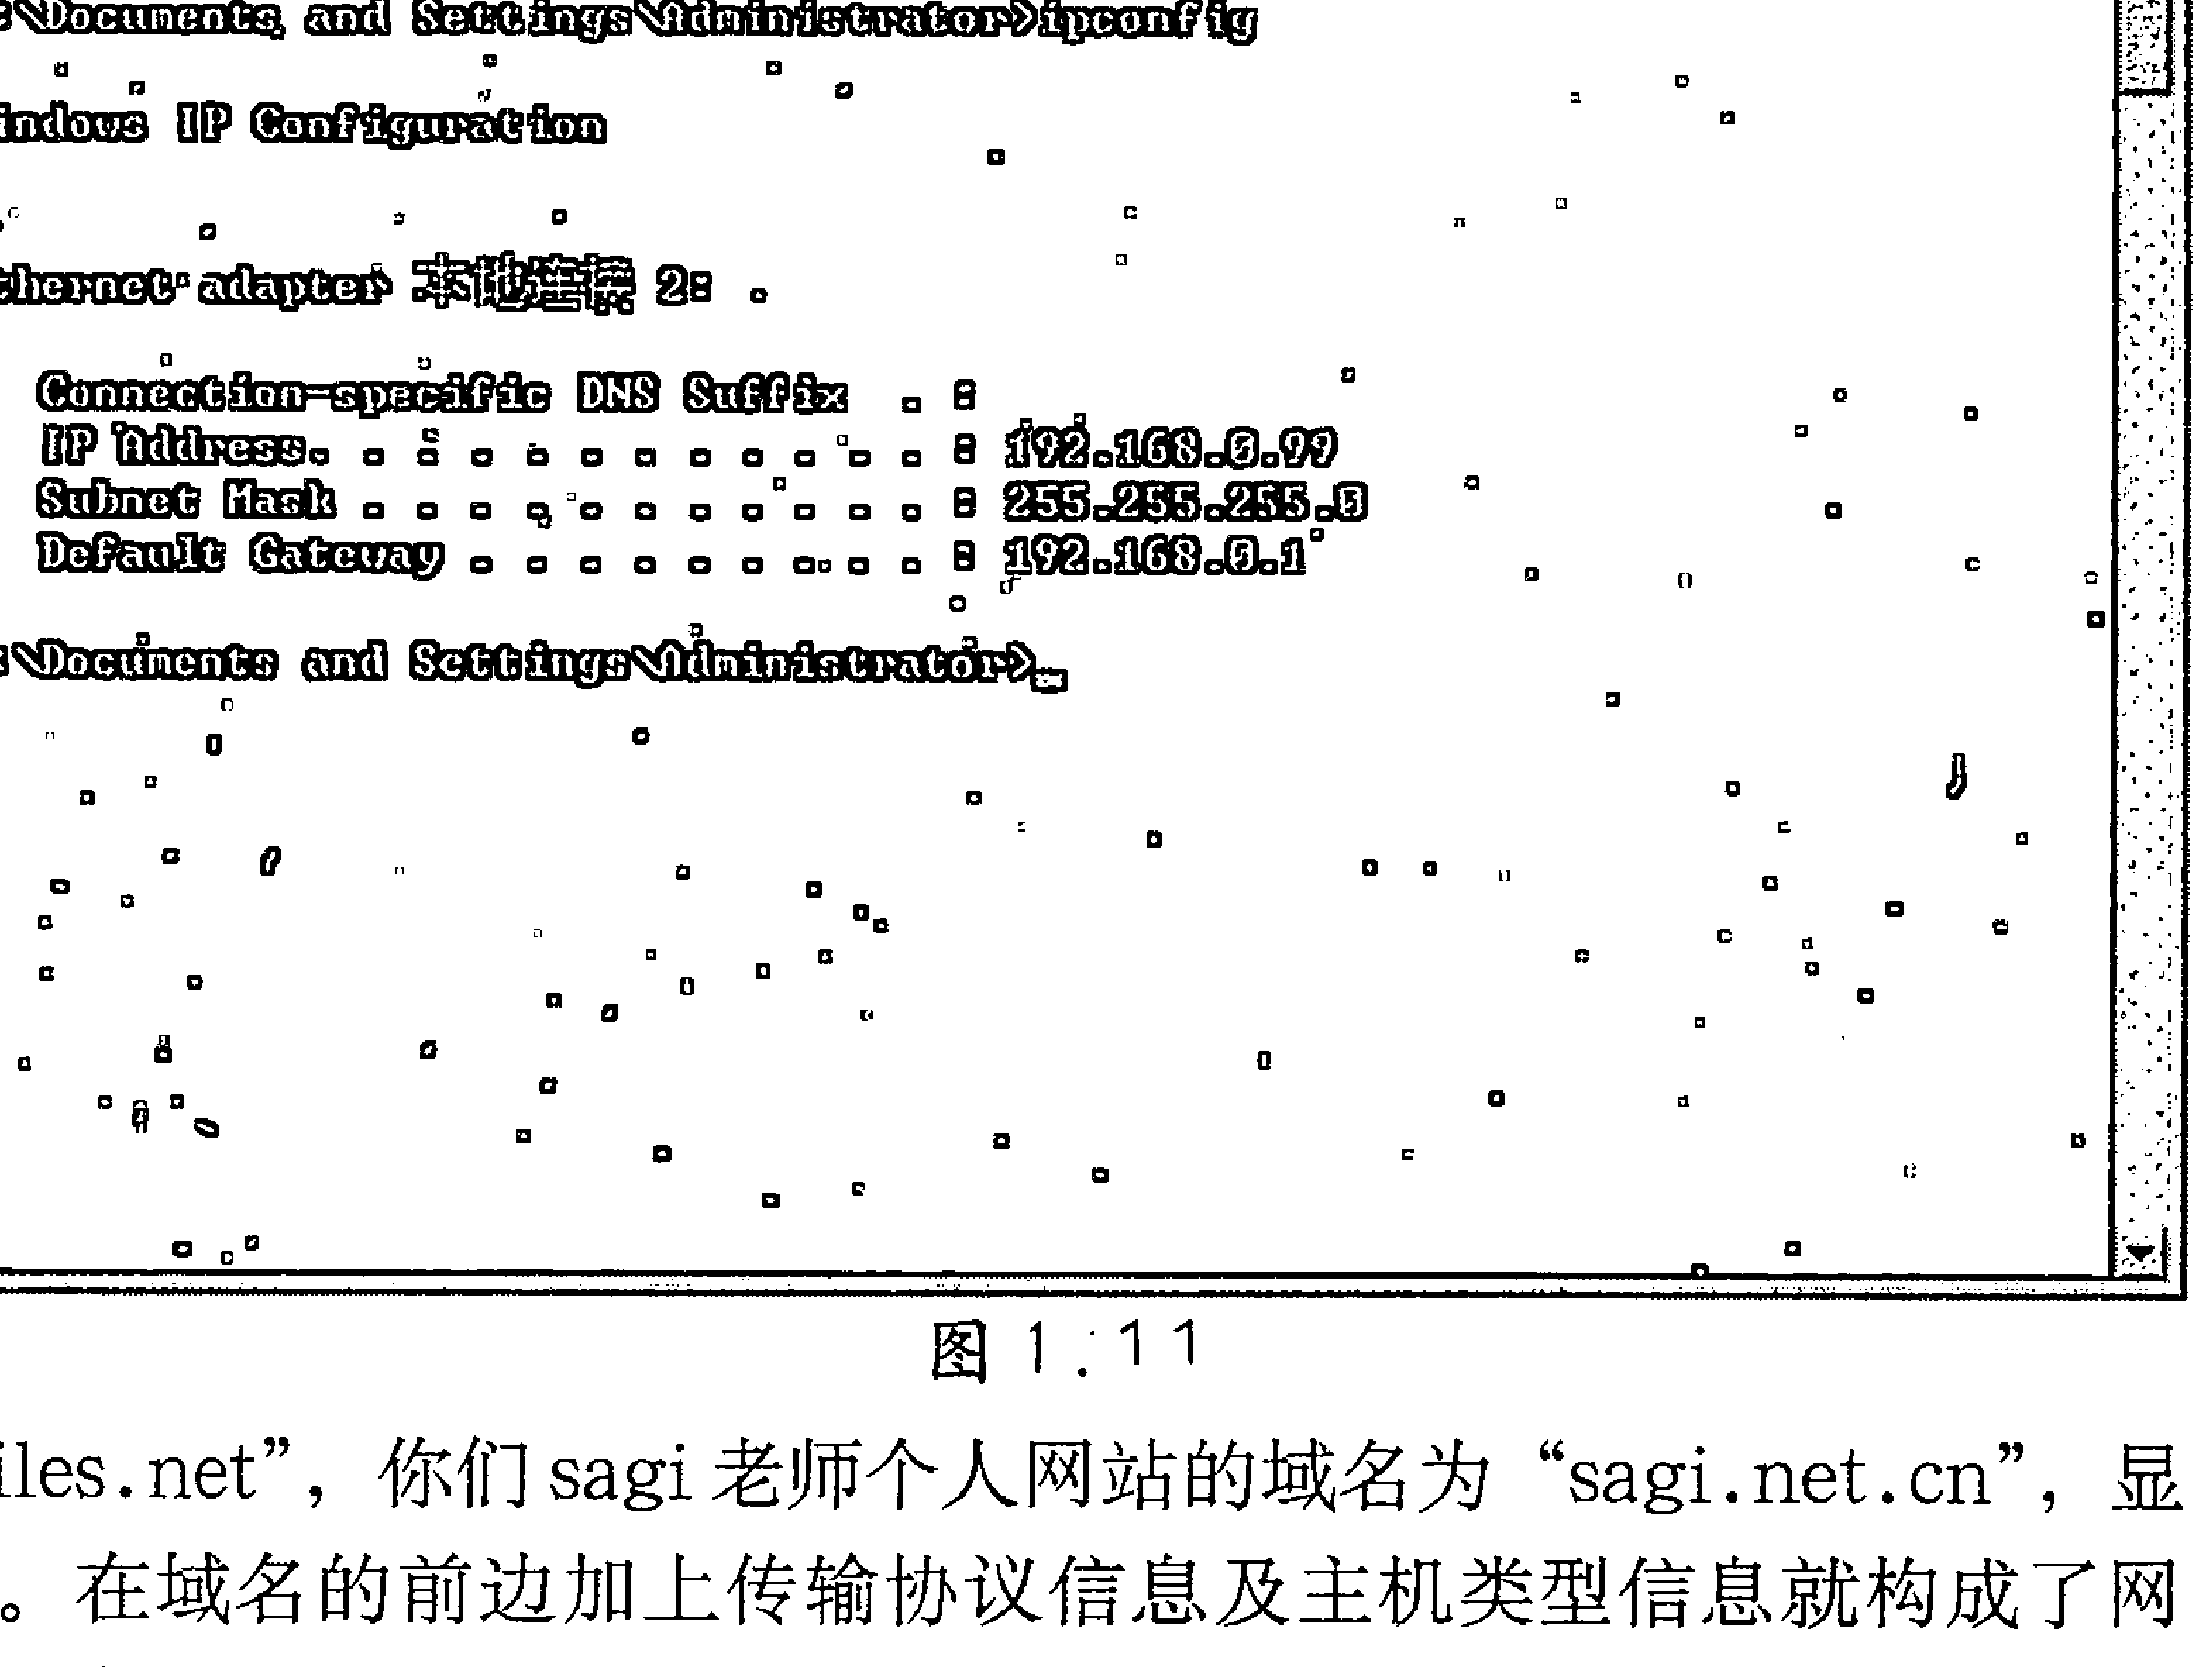 :\Documents and Settings\Administrator>ipconfig
indows IP Configuration
thernet adapter 本地连接 2:
Connection-specific DNS Suffix . :
IP Address. . . . . . . . . . . . : 192.168.0.99
Subnet Mask . . . . . . . . . . . : 255.255.255.0
Default Gateway . . . . . . . . . : 192.168.0.1
:\Documents and Settings\Administrator>_
图 1.11
iles.net”，你们sagi老师个人网站的域名为“sagi.net.cn”，显
。在域名的前边加上传输协议信息及主机类型信息就构成了网